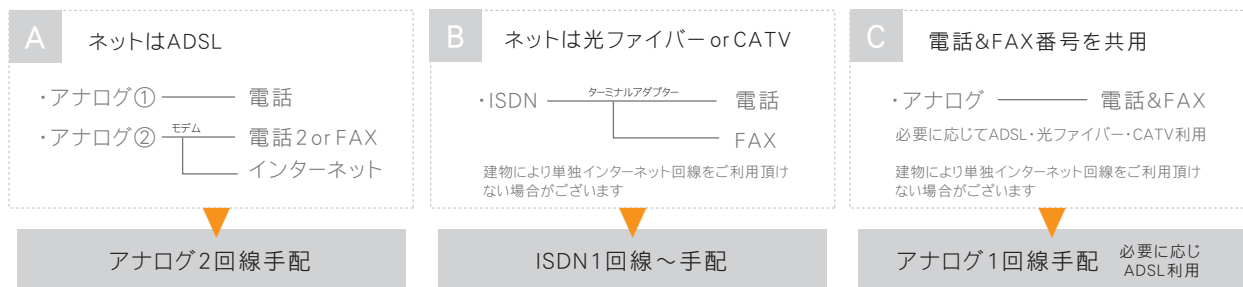 A ネットはADSL
・アナログ① 電話
・アナログ② モデム 電話2 or FAX
インターネット
アナログ2回線手配
B ネットは光ファイバー or CATV
・ISDN ターミナルアダプター 電話
FAX
建物により単独インターネット回線をご利用頂け
ない場合がございます
ISDN1回線～手配
C 電話&FAX番号を共用
・アナログ 電話&FAX
必要に応じてADSL・光ファイバー・CATV利用
建物により単独インターネット回線をご利用頂け
ない場合がございます
アナログ1回線手配
必要に応じ
ADSL利用